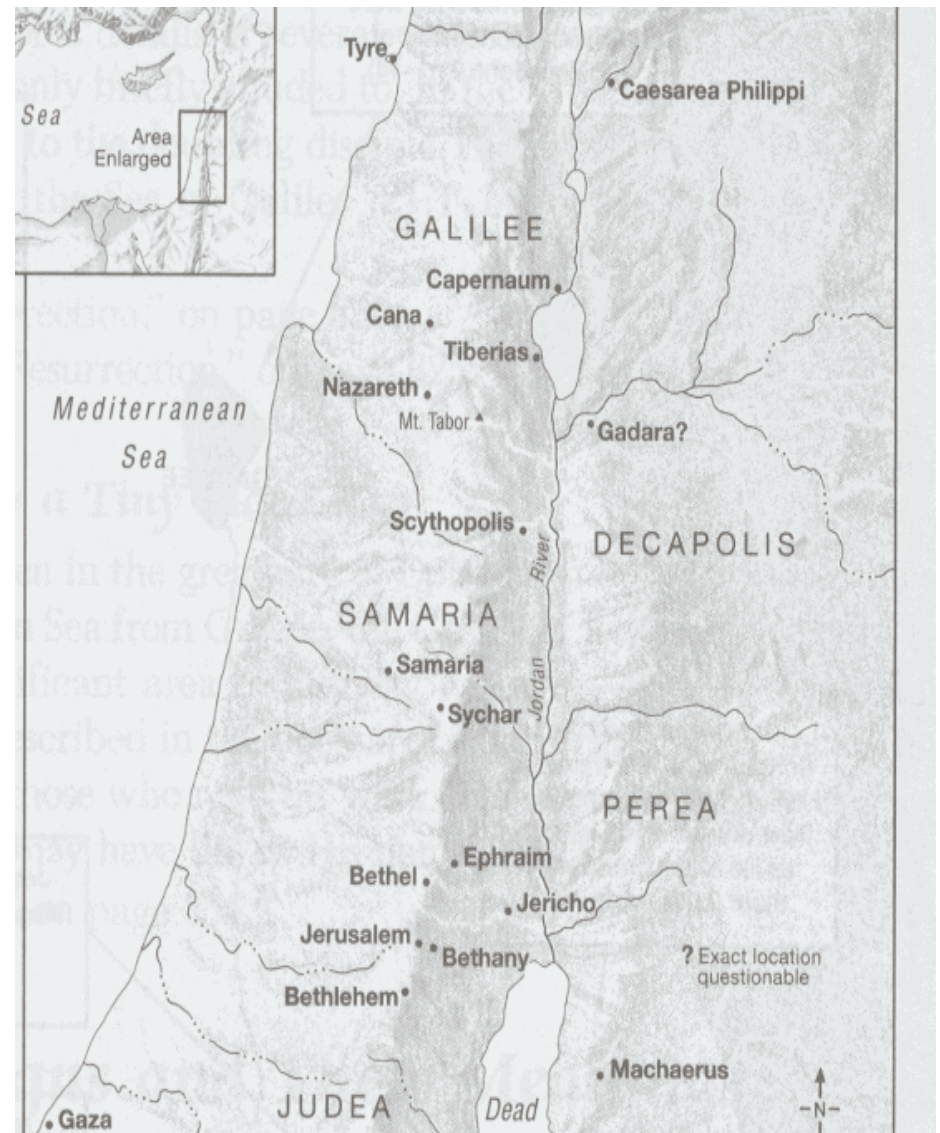 Tyre
Caesarea Philippi
Sea
Area
Enlarged
GALILEE
Capernaum
Cana
Tiberias
Nazareth
Mt. Tabor
Mediterranean
Sea
Gadara?
Scythopolis
DECAPOLIS
River
SAMARIA
Samaria
Jordan
Sychar
PEREA
Ephraim
Bethel
Jericho
Jerusalem
Bethany
? Exact location
questionable
Bethlehem
Machaerus
JUDEA
Dead
-N-
Gaza